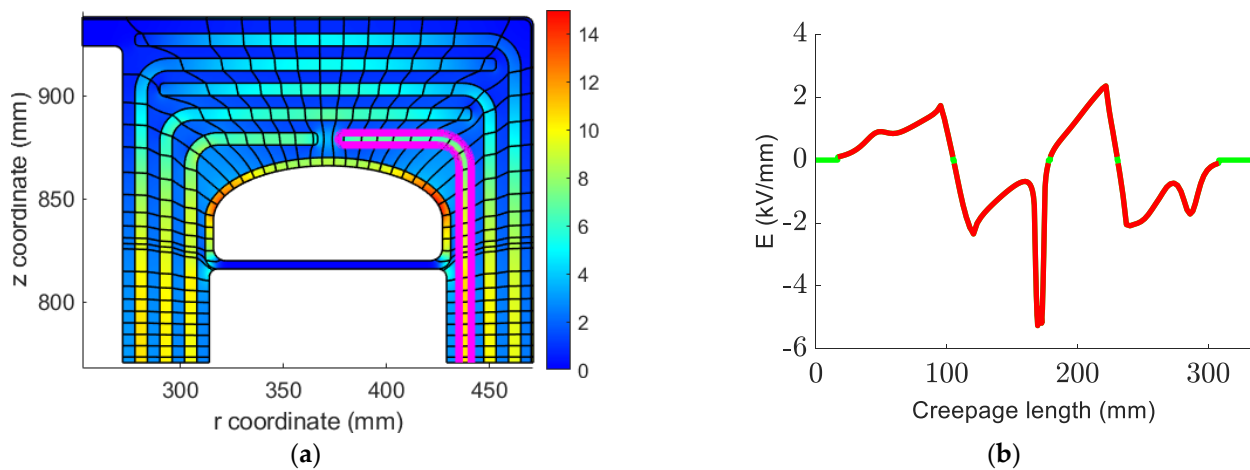 900
850
800
z coordinate (mm)
300 350 400 450
r coordinate (mm)
14
12
10
8
6
4
2
0
(a)
4
2
0
-2
-4
-6
E (kV/mm)
0 100 200 300
Creepage length (mm)
(b)